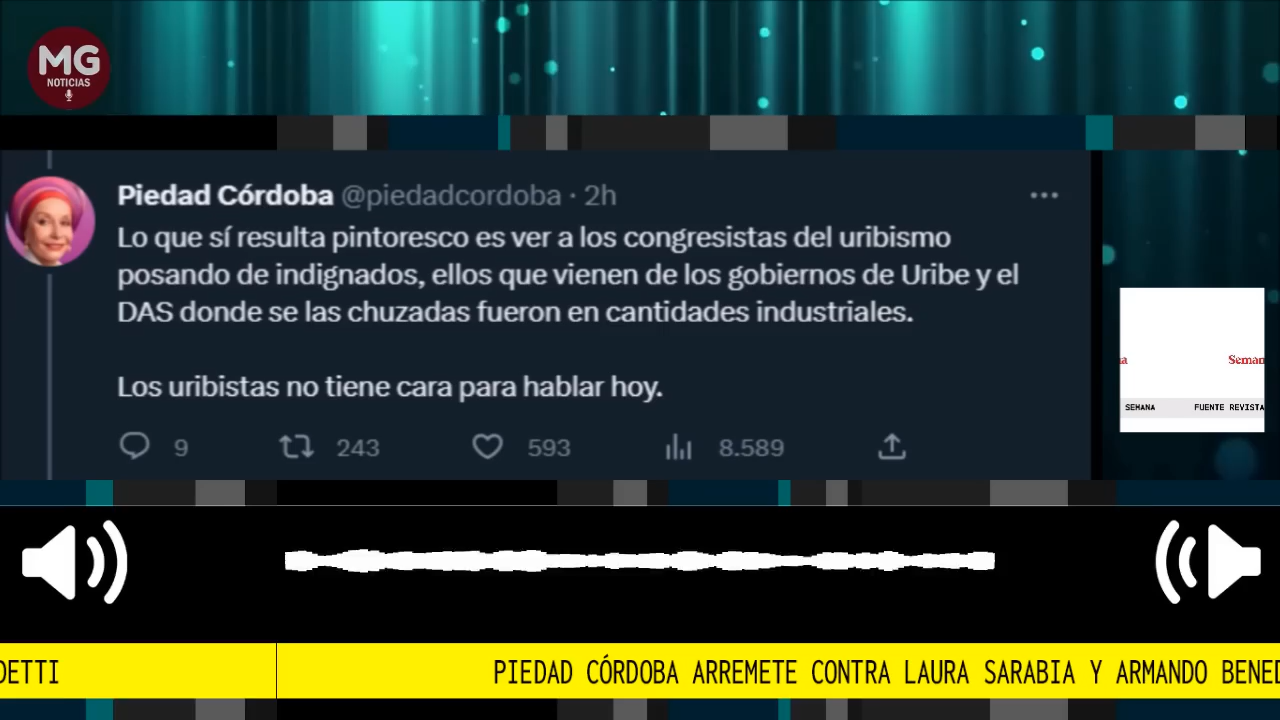 MG
NOTICIAS
Piedad Córdoba @piedadcordoba · 2h
Lo que sí resulta pintoresco es ver a los congresistas del uribismo
posando de indignados, ellos que vienen de los gobiernos de Uribe y el
DAS donde se las chuzadas fueron en cantidades industriales.
Los uribistas no tiene cara para hablar hoy.
9 243 593 8.589
a Seman
SEMANA FUENTE REVISTA
DETTI PIEDAD CÓRDOBA ARREMETE CONTRA LAURA SARABIA Y ARMANDO BENED